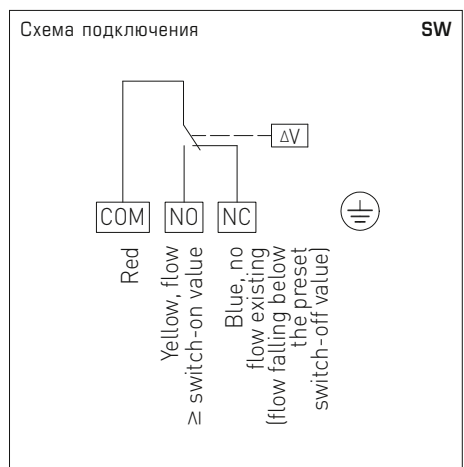 Схема подключения
SW
ΔV
COM
NO
NC
Red
Yellow, flow
≥ switch-on value
Blue, no
flow existing
(flow falling below
the preset
switch-off value)